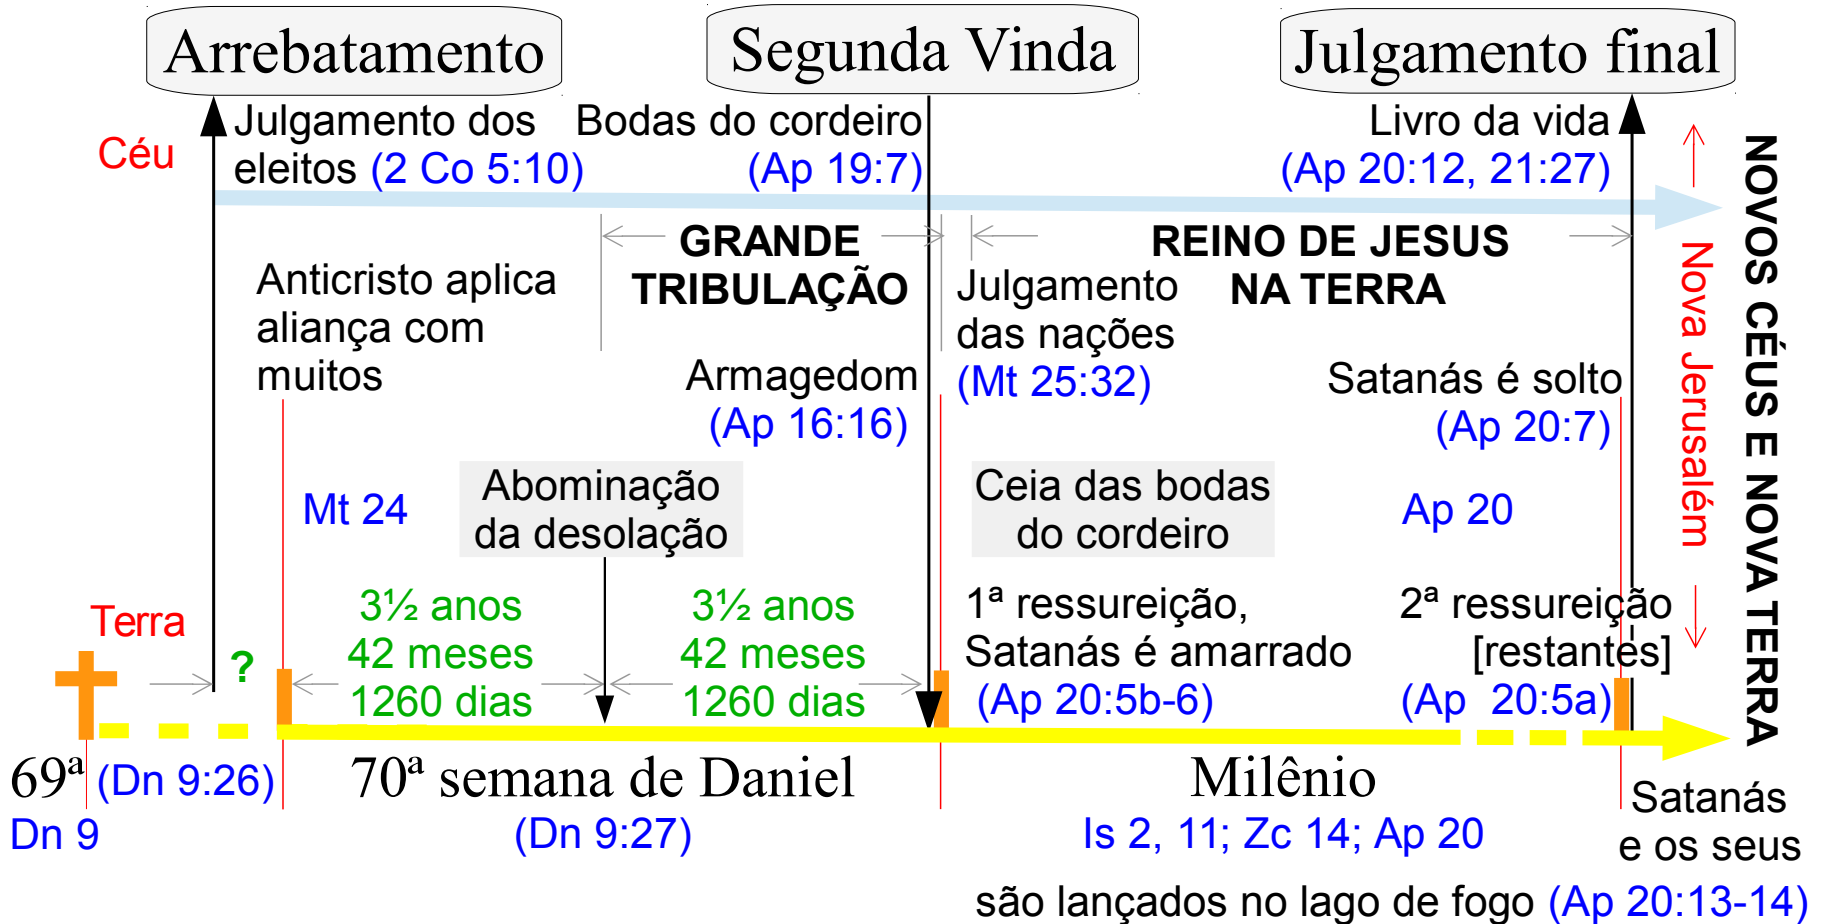 Arrebatamento
Segunda Vinda
Julgamento final
Céu
Julgamento dos
eleitos (2 Co 5:10)
Bodas do cordeiro
(Ap 19:7)
Livro da vida
(Ap 20:12, 21:27)
GRANDE
TRIBULAÇÃO
REINO DE JESUS
NA TERRA
Anticristo aplica
aliança com
muitos
Julgamento
das nações
(Mt 25:32)
Armagedom
(Ap 16:16)
Satanás é solto
(Ap 20:7)
Nova Jerusalém
NOVOS CÉUS E NOVA TERRA
Mt 24
Abominação
da desolação
Ceia das bodas
do cordeiro
Ap 20
Terra
?
3½ anos
42 meses
1260 dias
3½ anos
42 meses
1260 dias
1ª ressureição,
Satanás é amarrado
(Ap 20:5b-6)
2ª ressureição
[restantes]
(Ap 20:5a)
69ª (Dn 9:26)
Dn 9
70ª semana de Daniel
(Dn 9:27)
Milênio
Is 2, 11; Zc 14; Ap 20
Satanás
e os seus
são lançados no lago de fogo (Ap 20:13-14)